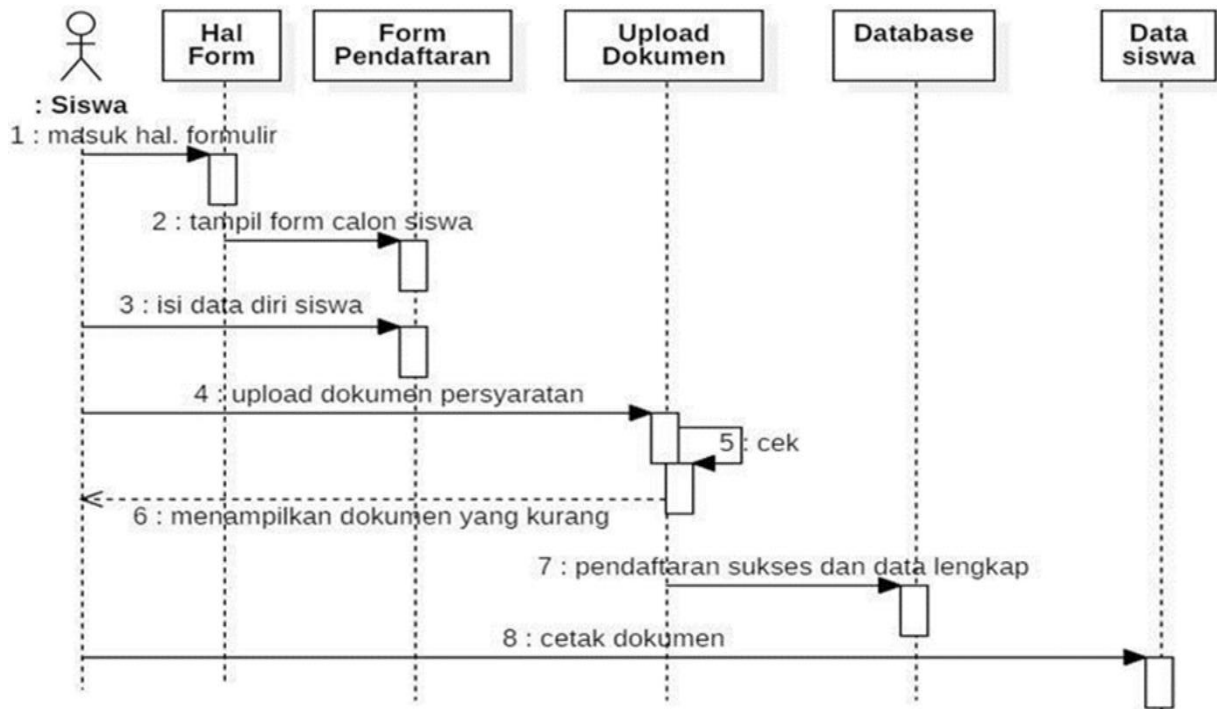 Hal
Form
Form
Pendaftaran
Upload
Dokumen
Database
Data
siswa
: Siswa
1 : masuk hal. formulir
2 : tampil form calon siswa
3 : isi data diri siswa
4 : upload dokumen persyaratan
5 : cek
6 : menampilkan dokumen yang kurang
7 : pendaftaran sukses dan data lengkap
8 : cetak dokumen